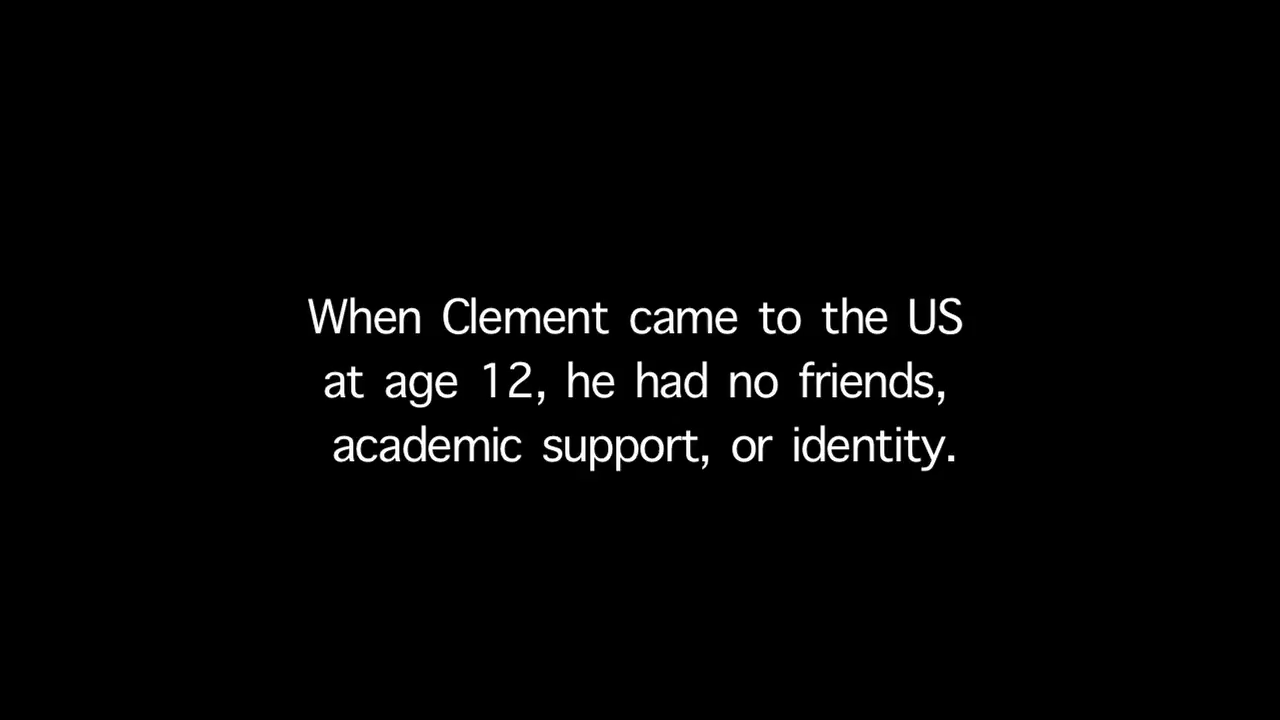 When Clement came to the US
at age 12, he had no friends,
academic support, or identity.